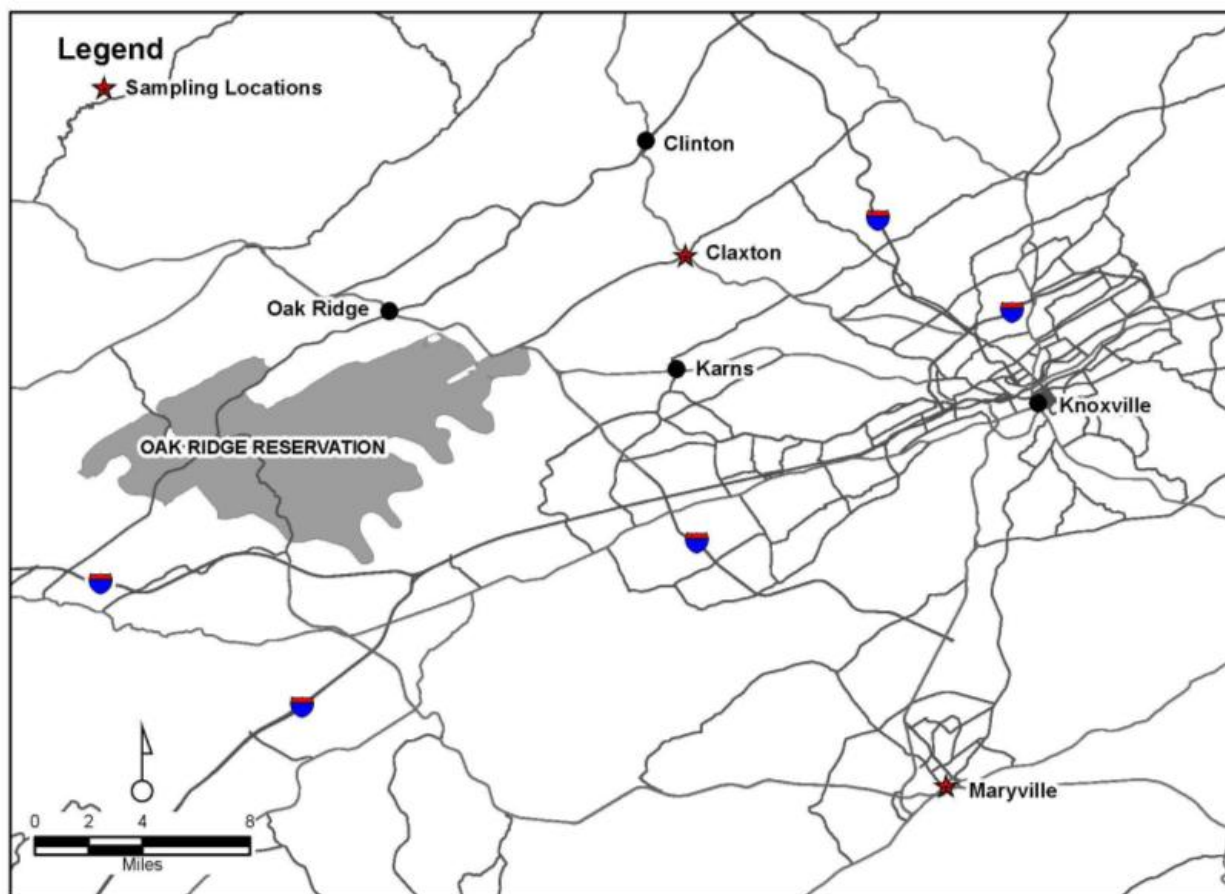 Legend
Sampling Locations
Clinton
Claxton
Oak Ridge
Karns
Knoxville
OAK RIDGE RESERVATION
Maryville
0 2 4 8
Miles